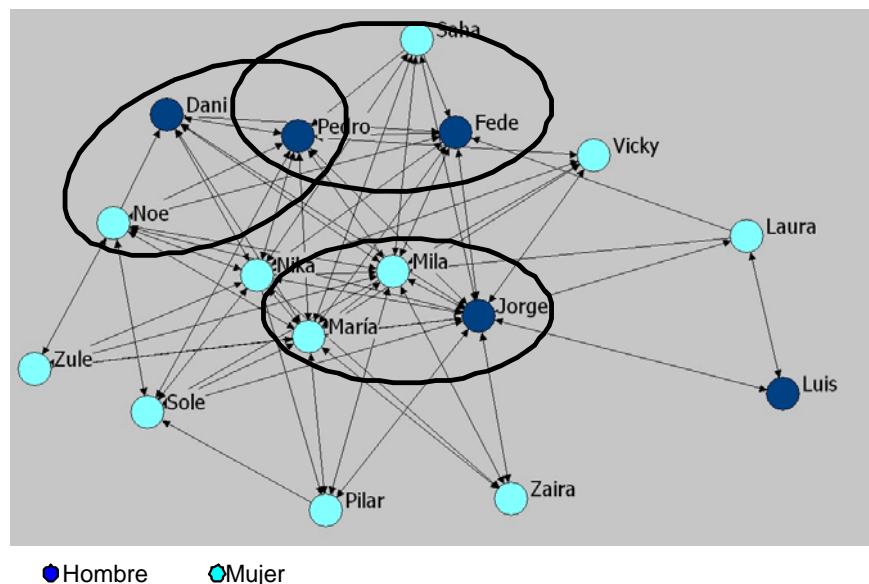 Saha
Dani
Pedro
Fede
Vicky
Noe
Laura
Nika
Mila
Jorge
María
Zule
Luis
Sole
Pilar
Zaira
Hombre Mujer